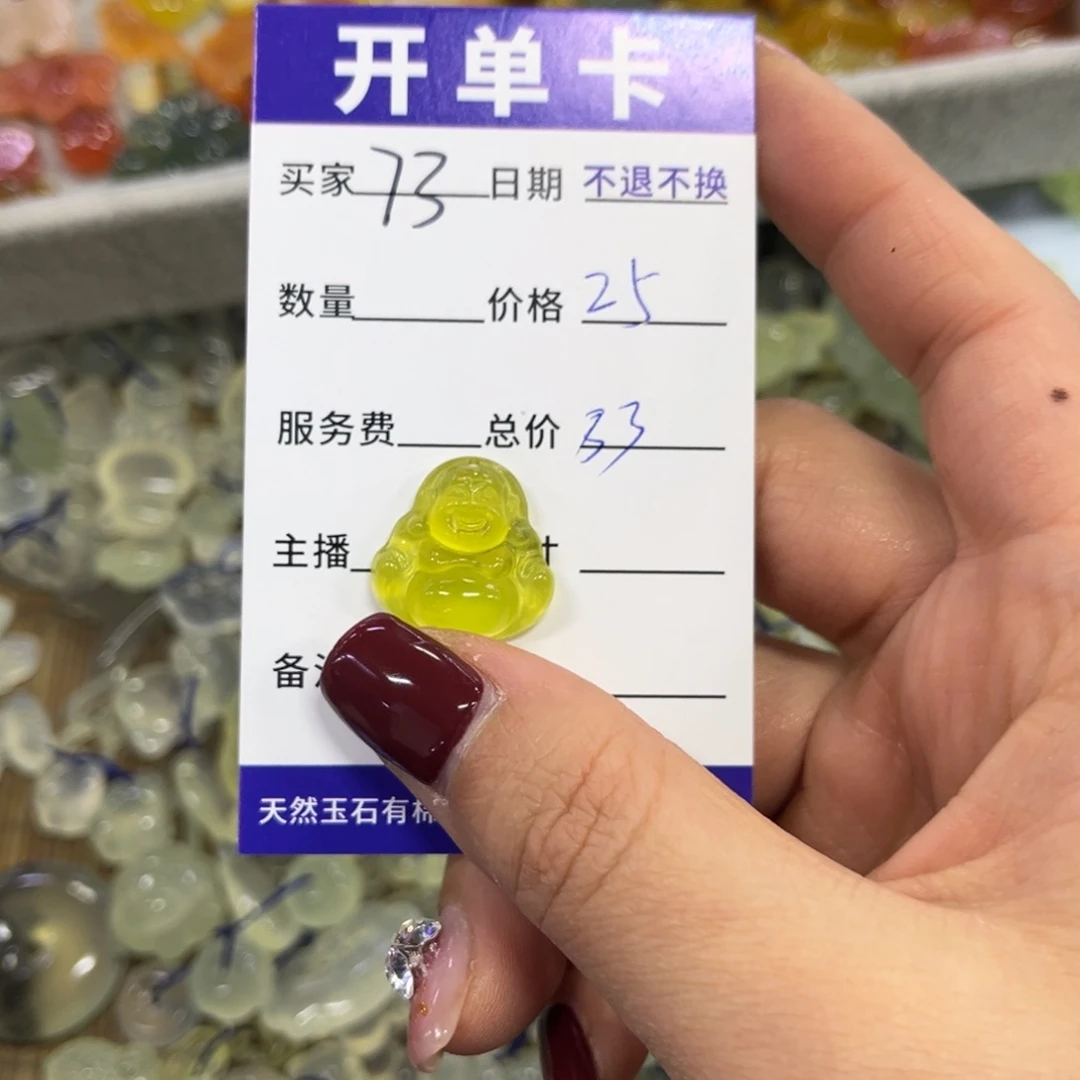 开单卡
买家 73 日期 不退不换
数量 价格 25
服务费 总价 33
主播
备
天然玉石有